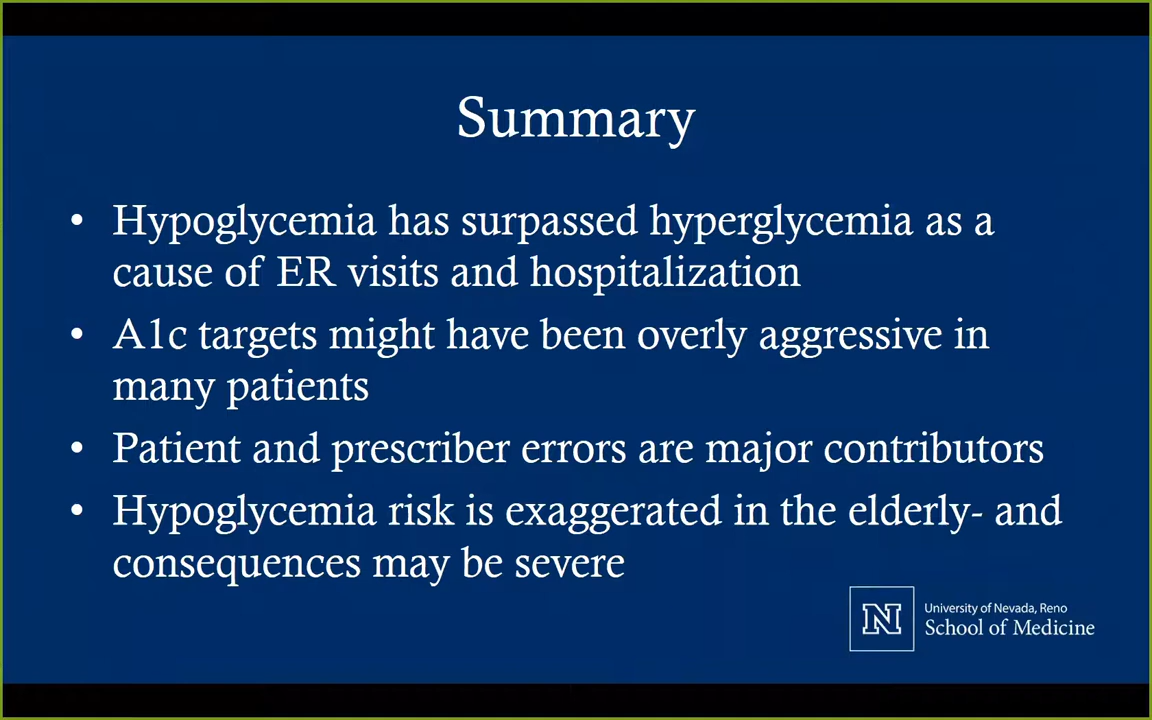 Summary
• Hypoglycemia has surpassed hyperglycemia as a
cause of ER visits and hospitalization
• A1c targets might have been overly aggressive in
many patients
• Patient and prescriber errors are major contributors
• Hypoglycemia risk is exaggerated in the elderly- and
consequences may be severe
N
University of Nevada, Reno
School of Medicine